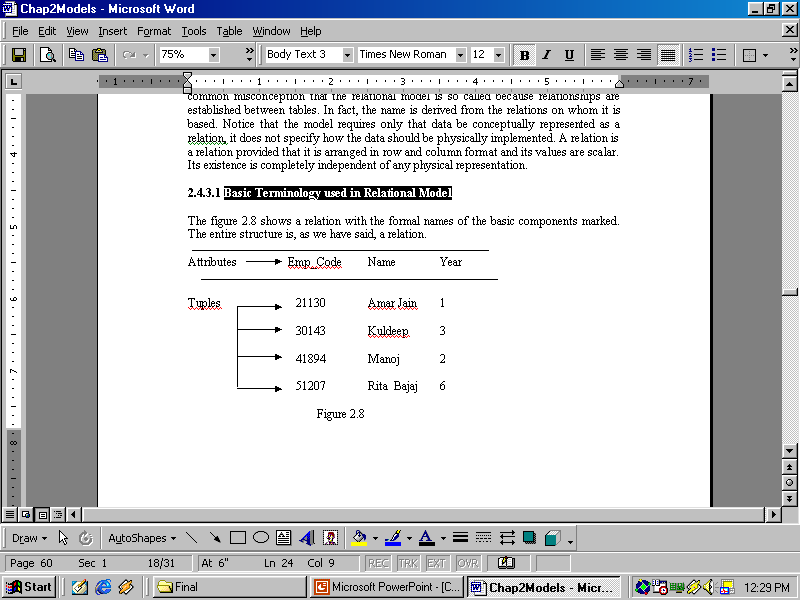 Chap2Models - Microsoft Word
File Edit View Insert Format Tools Table Window Help
75% Body Text 3 Times New Roman 12 B I U
1 1 2 3 4 5 7
common misconception that the relational model is so called because relationships are
established between tables. In fact, the name is derived from the relations on whom it is
based. Notice that the model requires only that data be conceptually represented as a
relation, it does not specify how the data should be physically implemented. A relation is
a relation provided that it is arranged in row and column format and its values are scalar.
Its existence is completely independent of any physical representation.
2.4.3.1 Basic Terminology used in Relational Model
The figure 2.8 shows a relation with the formal names of the basic components marked.
The entire structure is, as we have said, a relation.
Attributes Emp_Code Name Year
Tuples 21130 Amar Jain 1
30143 Kuldeep 3
41894 Manoj 2
51207 Rita Bajaj 6
Figure 2.8
4
5
6
7
8
Draw AutoShapes
Page 60 Sec 1 18/31 At 6" Ln 24 Col 9 REC TRK EXT OVR
Start Final Microsoft PowerPoint - [C... Chap2Models - Micr... 12:29 PM